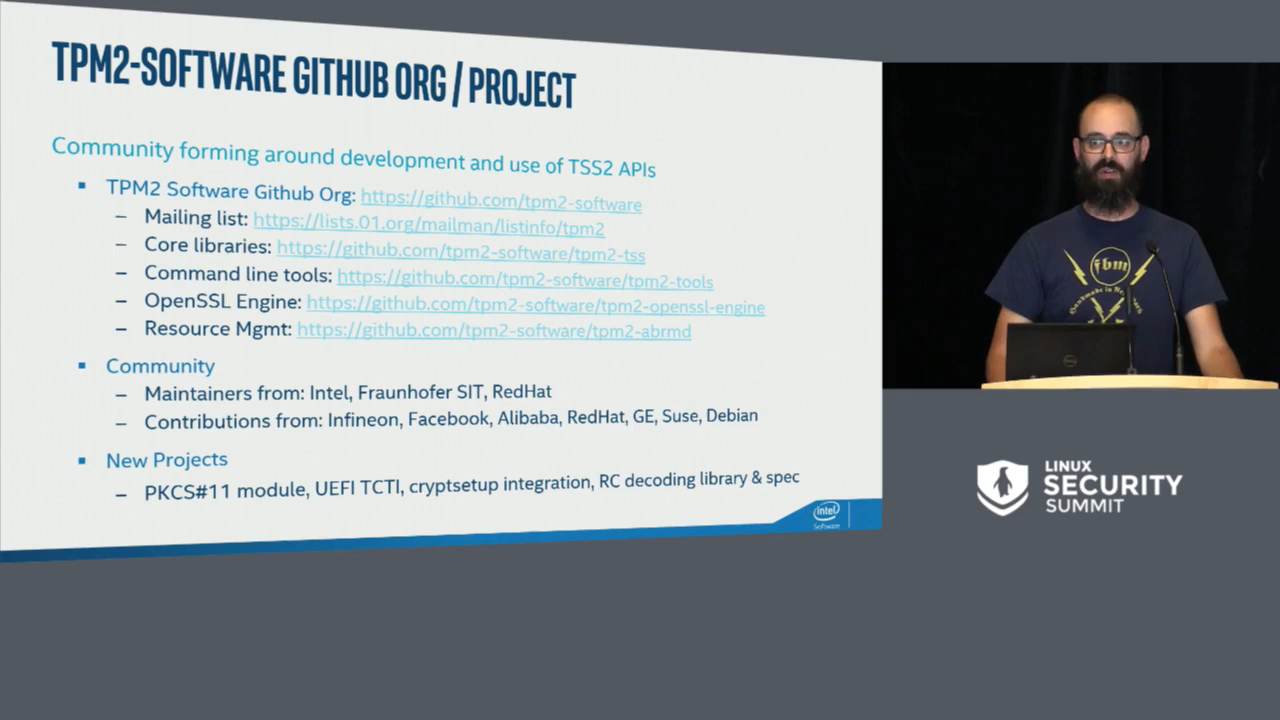 TPM2-SOFTWARE GITHUB ORG / PROJECT
Community forming around development and use of TSS2 APIs
▪ TPM2 Software Github Org: https://github.com/tpm2-software
– Mailing list: https://lists.01.org/mailman/listinfo/tpm2
– Core libraries: https://github.com/tpm2-software/tpm2-tss
– Command line tools: https://github.com/tpm2-software/tpm2-tools
– OpenSSL Engine: https://github.com/tpm2-software/tpm2-openssl-engine
– Resource Mgmt: https://github.com/tpm2-software/tpm2-abrmd
▪ Community
– Maintainers from: Intel, Fraunhofer SIT, RedHat
– Contributions from: Infineon, Facebook, Alibaba, RedHat, GE, Suse, Debian
▪ New Projects
– PKCS#11 module, UEFI TCTI, cryptsetup integration, RC decoding library & spec
intel
Software
fbm
Handmade in
DELL
LINUX
SECURITY
SUMMIT